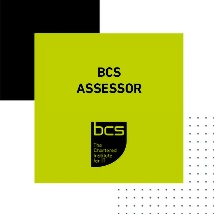 BCS
ASSESSOR
bcs
The
Chartered
Institute
for IT